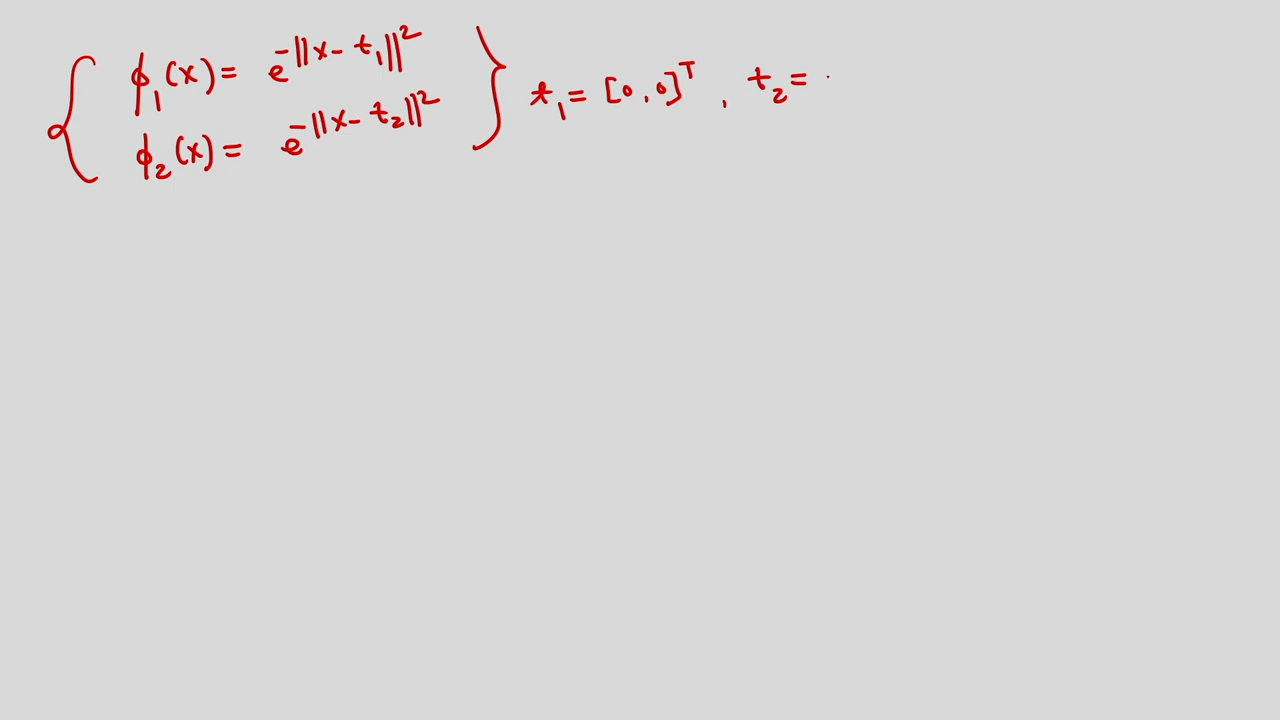 { ϕ₁(x) = e^{-||x - t₁||²} } t₁ = [0, 0]ᵀ, t₂ =
ϕ₂(x) = e^{-||x - t₂||²}